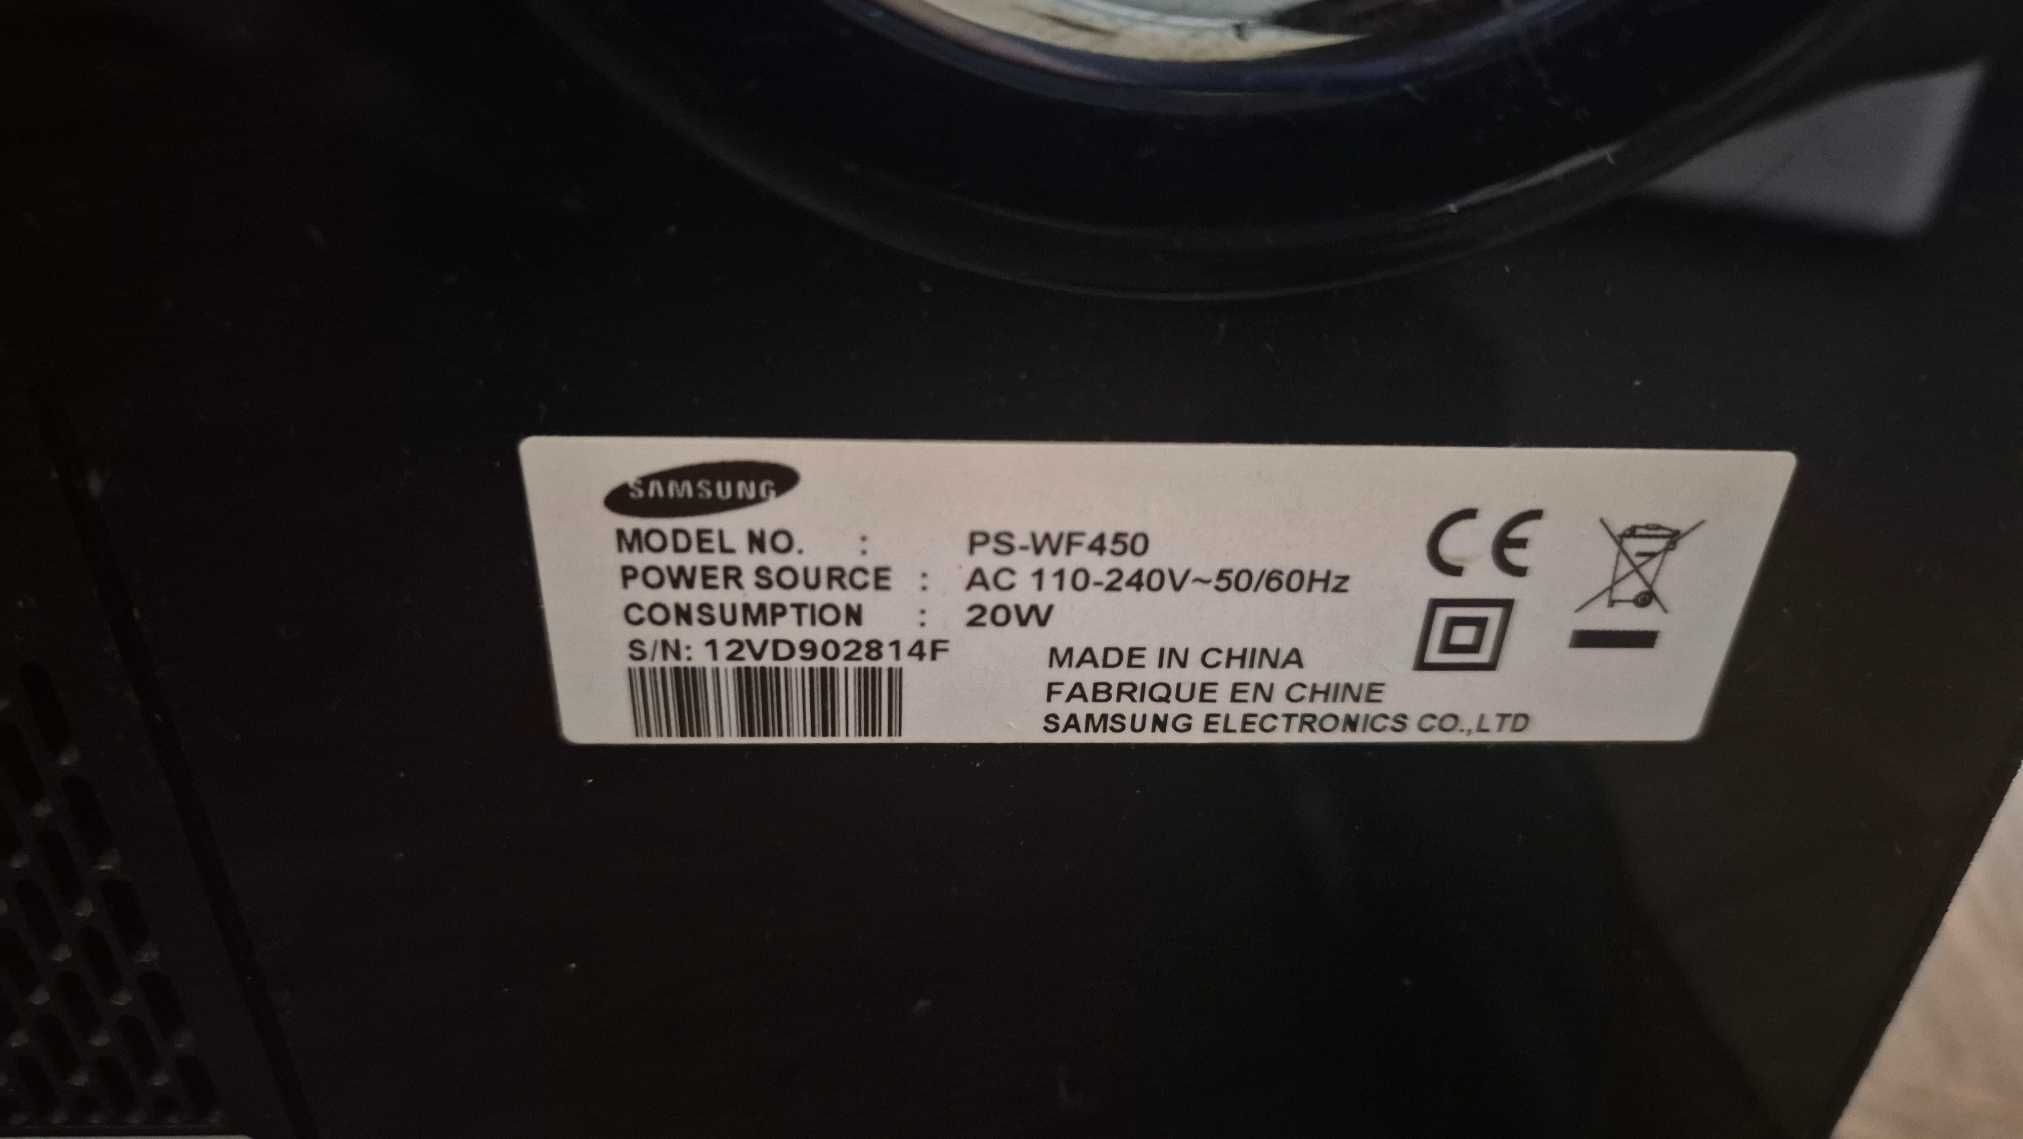 SAMSUNG
MODEL NO. : PS-WF450
POWER SOURCE : AC 110-240V~50/60Hz
CONSUMPTION : 20W
S/N: 12VD902814F
MADE IN CHINA
FABRIQUE EN CHINE
SAMSUNG ELECTRONICS CO.,LTD
CE